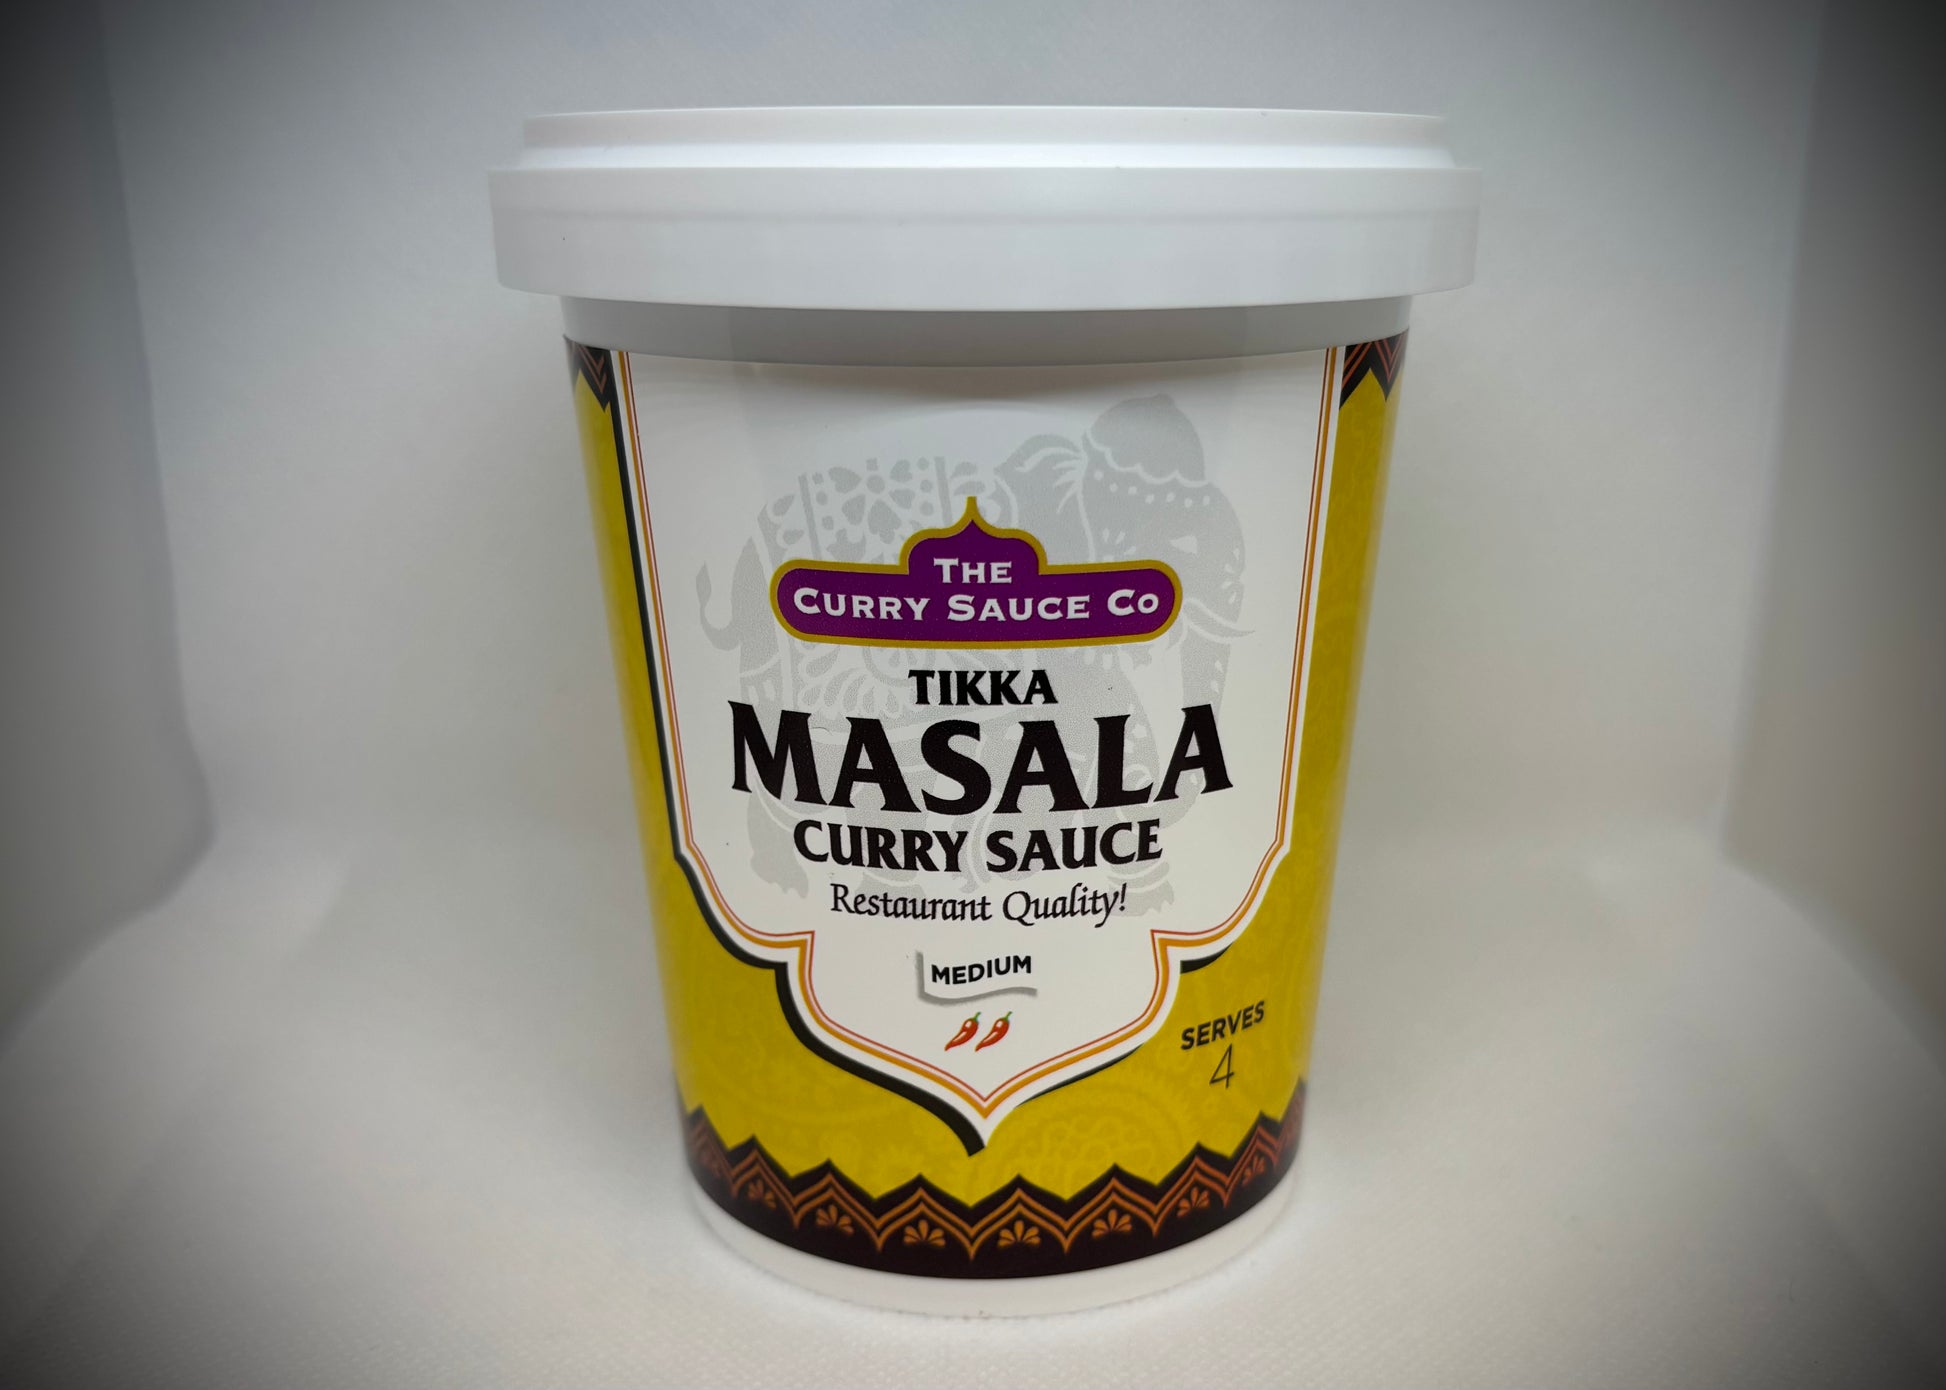 THE
CURRY SAUCE CO
TIKKA
MASALA
CURRY SAUCE
Restaurant Quality!
MEDIUM
SERVES
4